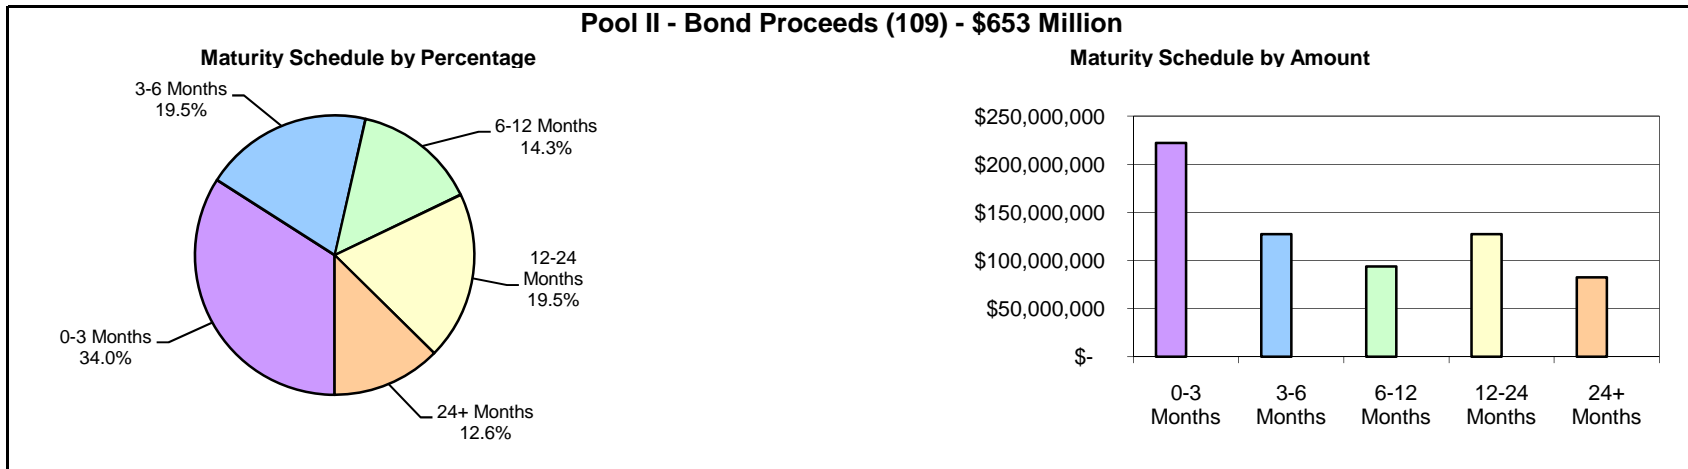 Pool II - Bond Proceeds (109) - $653 Million
Maturity Schedule by Percentage
3-6 Months
19.5%
6-12 Months
14.3%
12-24
Months
19.5%
0-3 Months
34.0%
24+ Months
12.6%
Maturity Schedule by Amount
$250,000,000
$200,000,000
$150,000,000
$100,000,000
$50,000,000
$-
0-3 3-6 6-12 12-24 24+
Months Months Months Months Months